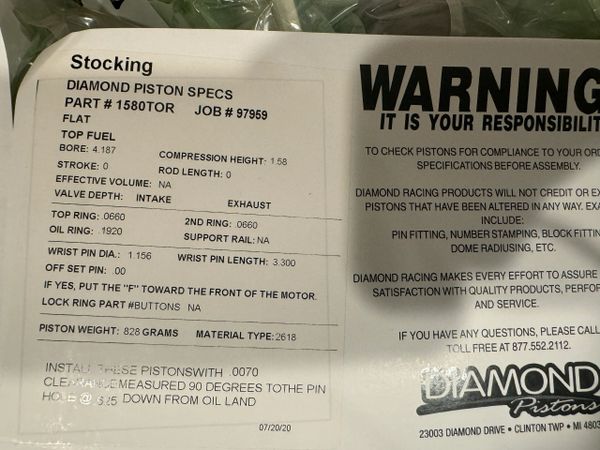 Stocking
DIAMOND PISTON SPECS
PART # 1580TOR JOB # 97959
FLAT
TOP FUEL
BORE: 4.187 COMPRESSION HEIGHT: 1.58
STROKE: 0 ROD LENGTH: 0
EFFECTIVE VOLUME: NA
VALVE DEPTH: INTAKE EXHAUST
TOP RING: .0660 2ND RING: .0660
OIL RING: .1920 SUPPORT RAIL: NA
WRIST PIN DIA.: 1.156 WRIST PIN LENGTH: 3.300
OFF SET PIN: .00
IF YES, PUT THE "F" TOWARD THE FRONT OF THE MOTOR.
LOCK RING PART #BUTTONS NA
PISTON WEIGHT: 828 GRAMS MATERIAL TYPE: 2618
INSTALL THESE PISTONSWITH .0070
CLEARANCE MEASURED 90 DEGREES TOTHE PIN
HOLE @ .325 DOWN FROM OIL LAND
07/20/20
WARNING
IT IS YOUR RESPONSIBILIT
TO CHECK PISTONS FOR COMPLIANCE TO YOUR ORD
SPECIFICATIONS BEFORE ASSEMBLY.
DIAMOND RACING PRODUCTS WILL NOT CREDIT OR EX
PISTONS THAT HAVE BEEN ALTERED IN ANY WAY. EXA
INCLUDE:
PIN FITTING, NUMBER STAMPING, BLOCK FITTIN
DOME RADIUSING, ETC.
DIAMOND RACING MAKES EVERY EFFORT TO ASSURE
SATISFACTION WITH QUALITY PRODUCTS, PERFOR
AND SERVICE.
IF YOU HAVE ANY QUESTIONS, PLEASE CALL
TOLL FREE AT 877.552.2112.
DIAMOND
Pistons
23003 DIAMOND DRIVE • CLINTON TWP • MI 4803